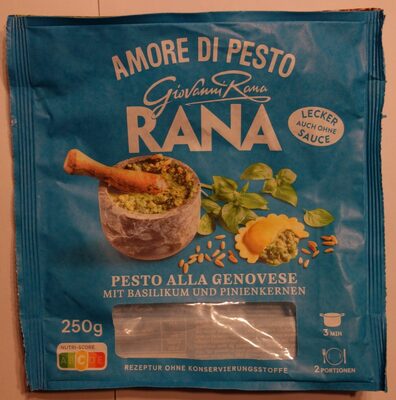 AMORE DI PESTO
Giovanni Rana
RANA
LECKER
AUCH OHNE
SAUCE
PESTO ALLA GENOVESE
MIT BASILIKUM UND PINIENKERNEN
250g
3 MIN
NUTRI-SCORE
A B C D E
2 PORTIONEN
REZEPTUR OHNE KONSERVIERUNGSSTOFFE